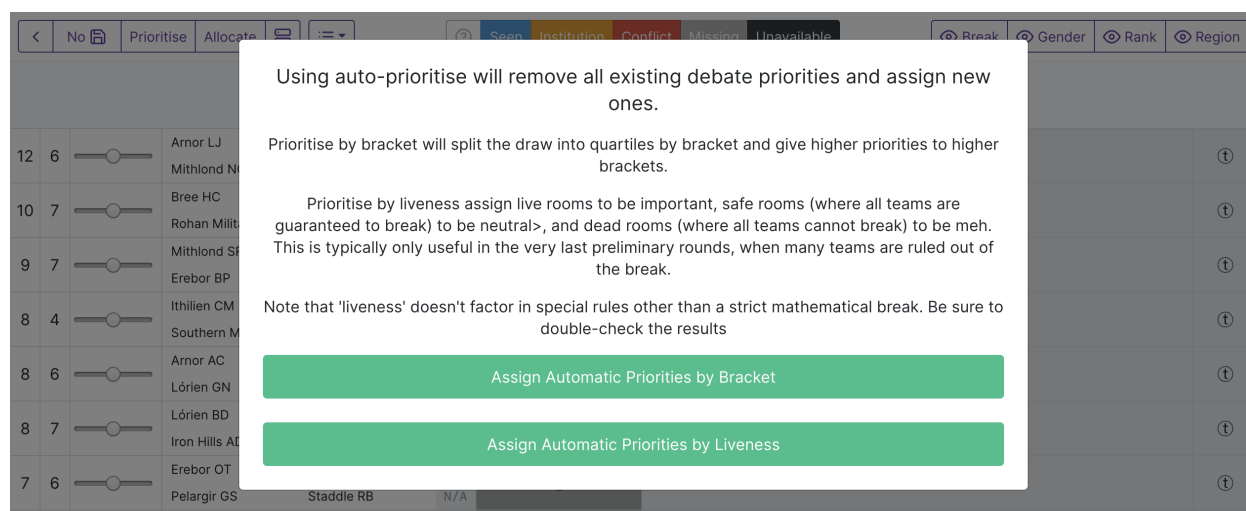 No Prioritise Allocate Seen Institution Conflict Missing Unavailable Break Gender Rank Region
Using auto-prioritise will remove all existing debate priorities and assign new
ones.
Prioritise by bracket will split the draw into quartiles by bracket and give higher priorities to higher
brackets.
Prioritise by liveness assign live rooms to be important, safe rooms (where all teams are
guaranteed to break) to be neutral>, and dead rooms (where all teams cannot break) to be meh.
This is typically only useful in the very last preliminary rounds, when many teams are ruled out of
the break.
Note that 'liveness' doesn't factor in special rules other than a strict mathematical break. Be sure to
double-check the results
Assign Automatic Priorities by Bracket
Assign Automatic Priorities by Liveness
12 6 Arnor LJ t
Mithlond
10 7 Bree HC t
Rohan
9 7 Mithlond t
Erebor BP
8 4 Ithilien CM t
Southern
8 6 Arnor AC t
Lórien GN
8 7 Lórien BD t
Iron Hills
7 6 Erebor OT t
Pelargir GS Staddle RB N/A